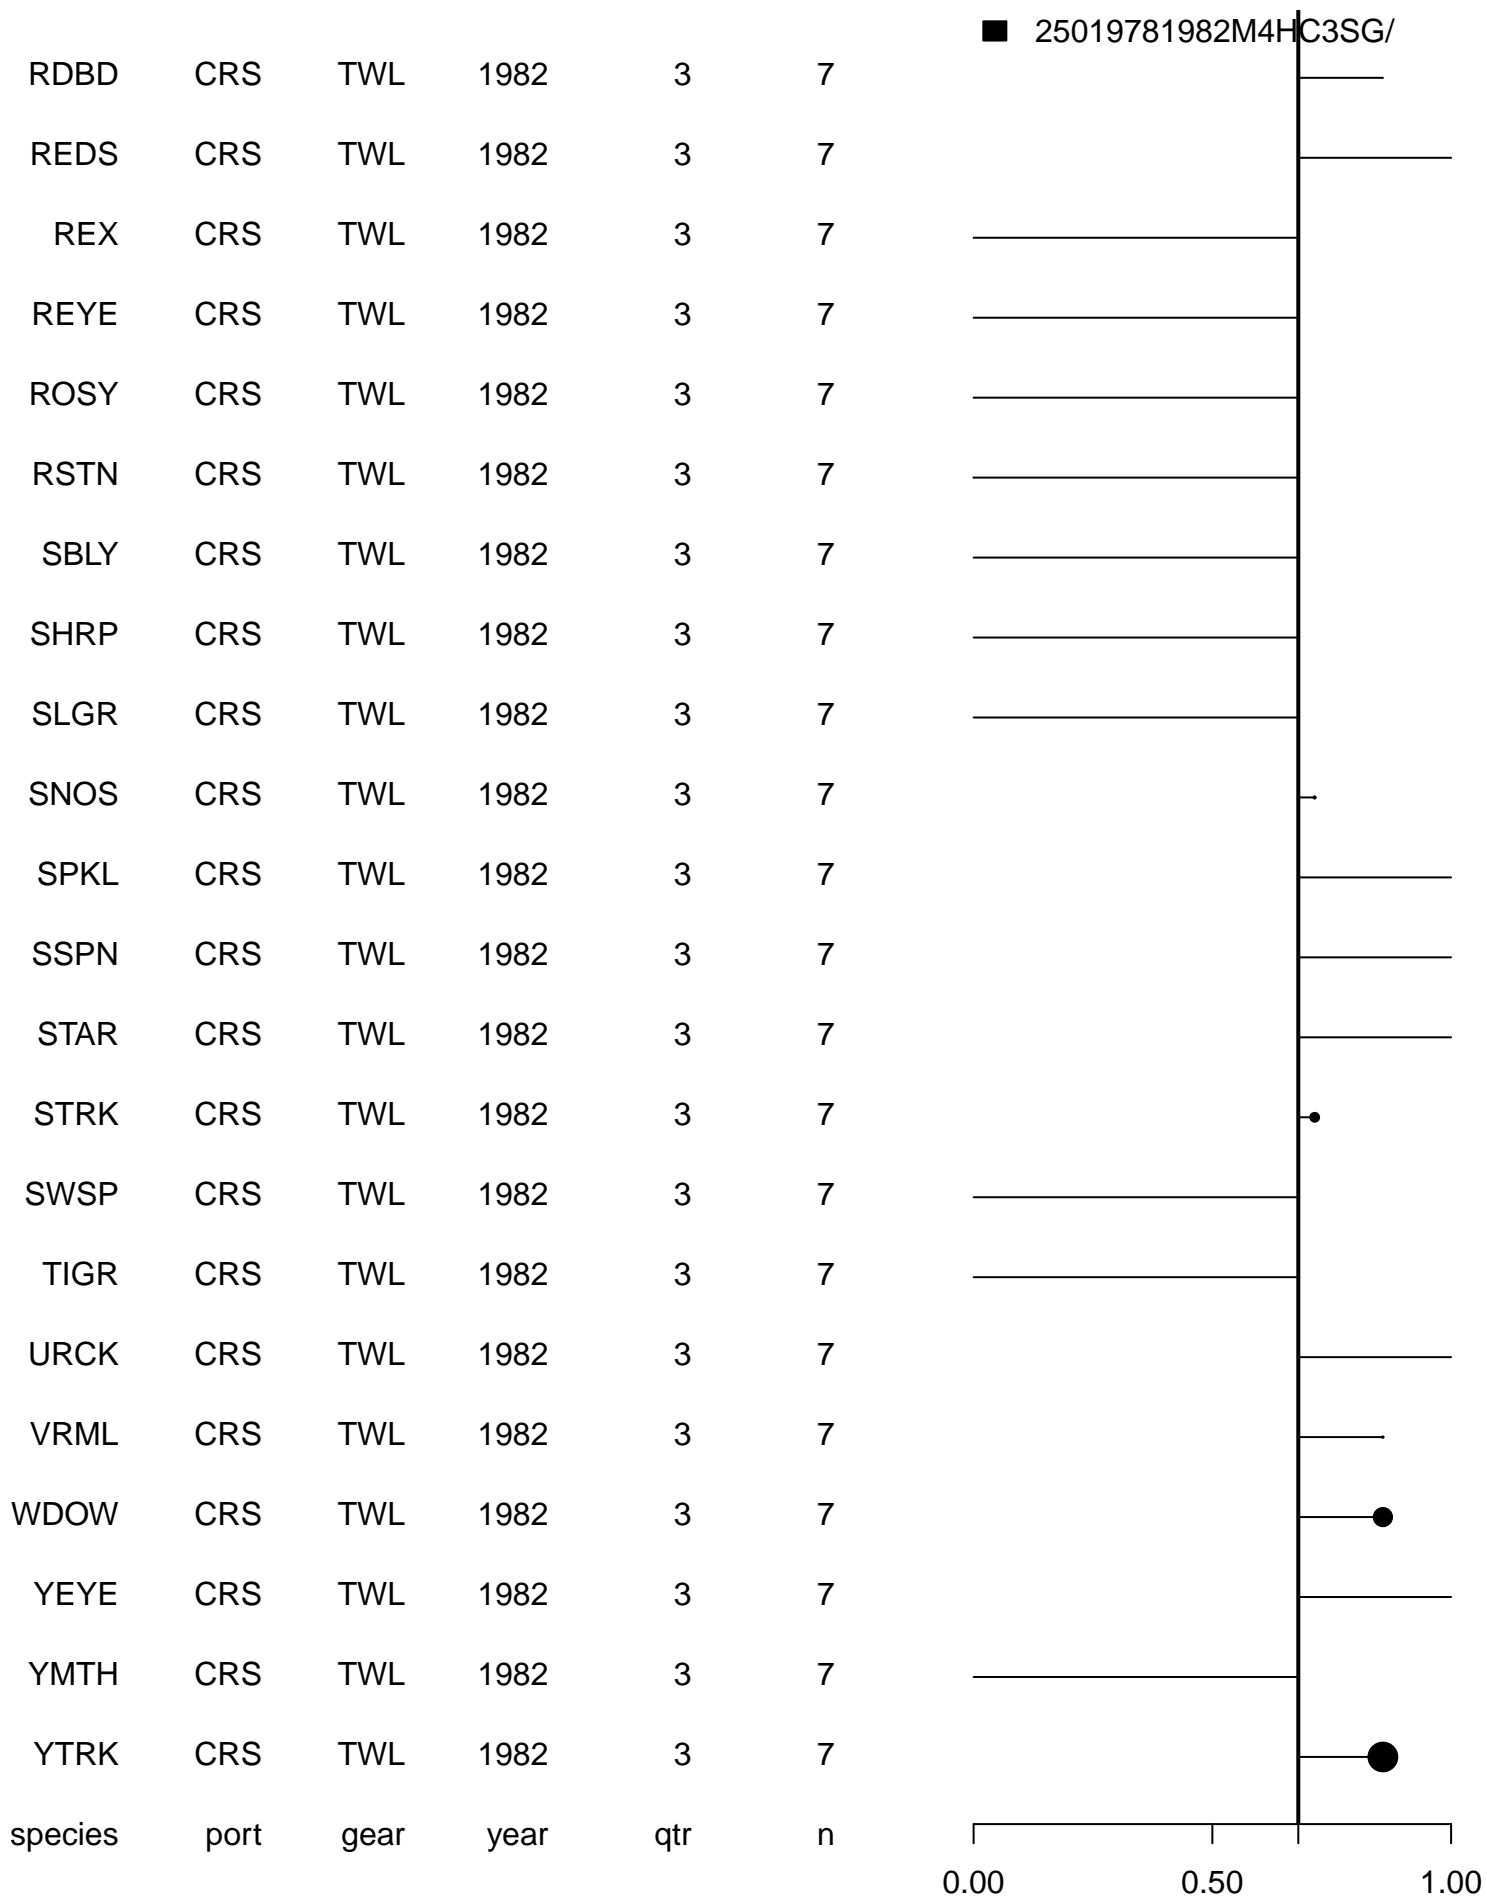 25019781982M4HC3SG/
RDBD CRS TWL 1982 3 7
REDS CRS TWL 1982 3 7
REX CRS TWL 1982 3 7
REYE CRS TWL 1982 3 7
ROSY CRS TWL 1982 3 7
RSTN CRS TWL 1982 3 7
SBLY CRS TWL 1982 3 7
SHRP CRS TWL 1982 3 7
SLGR CRS TWL 1982 3 7
SNOS CRS TWL 1982 3 7
SPKL CRS TWL 1982 3 7
SSPN CRS TWL 1982 3 7
STAR CRS TWL 1982 3 7
STRK CRS TWL 1982 3 7
SWSP CRS TWL 1982 3 7
TIGR CRS TWL 1982 3 7
URCK CRS TWL 1982 3 7
VRML CRS TWL 1982 3 7
WDOW CRS TWL 1982 3 7
YEYE CRS TWL 1982 3 7
YMTH CRS TWL 1982 3 7
YTRK CRS TWL 1982 3 7
species port gear year qtr n
0.00 0.50 1.00